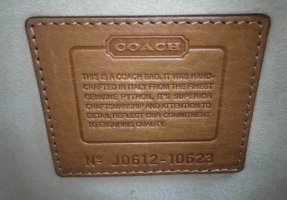 COACH
THIS IS A COACH BAG. IT WAS HAND-
CRAFTED IN ITALY FROM THE FINEST
GENUINE PYTHON, IT'S SUPERIOR
CRAFTSMANSHIP AND ATTENTION TO
DETAIL REFLECT OUR COMMITMENT
TO ENDURING QUALITY.
Nº J0612-10623